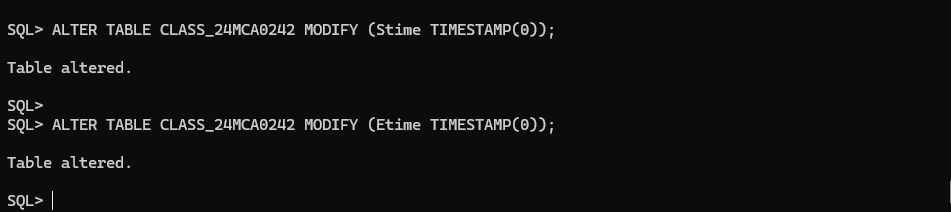 SQL> ALTER TABLE CLASS_24MCA0242 MODIFY (Stime TIMESTAMP(0));
Table altered.
SQL>
SQL> ALTER TABLE CLASS_24MCA0242 MODIFY (Etime TIMESTAMP(0));
Table altered.
SQL>